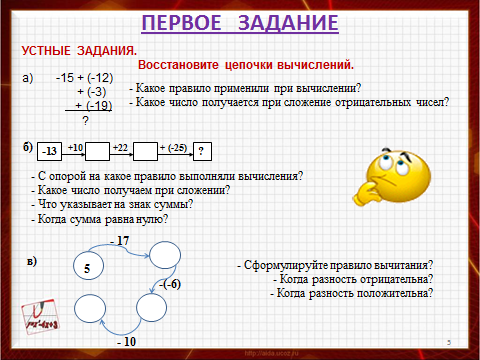 ПЕРВОЕ ЗАДАНИЕ
УСТНЫЕ ЗАДАНИЯ.
Восстановите цепочки вычислений.
а) -15 + (-12)
+ (-3)
+ (-19)
?
- Какое правило применили при вычислении?
- Какое число получается при сложение отрицательных чисел?
б) -13 +10 +22 + (-25) ?
- С опорой на какое правило выполняли вычисления?
- Какое число получаем при сложении?
- Что указывает на знак суммы?
- Когда сумма равна нулю?
в)
- 17
5
-(-6)
- 10
- Сформулируйте правило вычитания?
- Когда разность отрицательна?
- Когда разность положительна?
http://aida.ucoz.ru